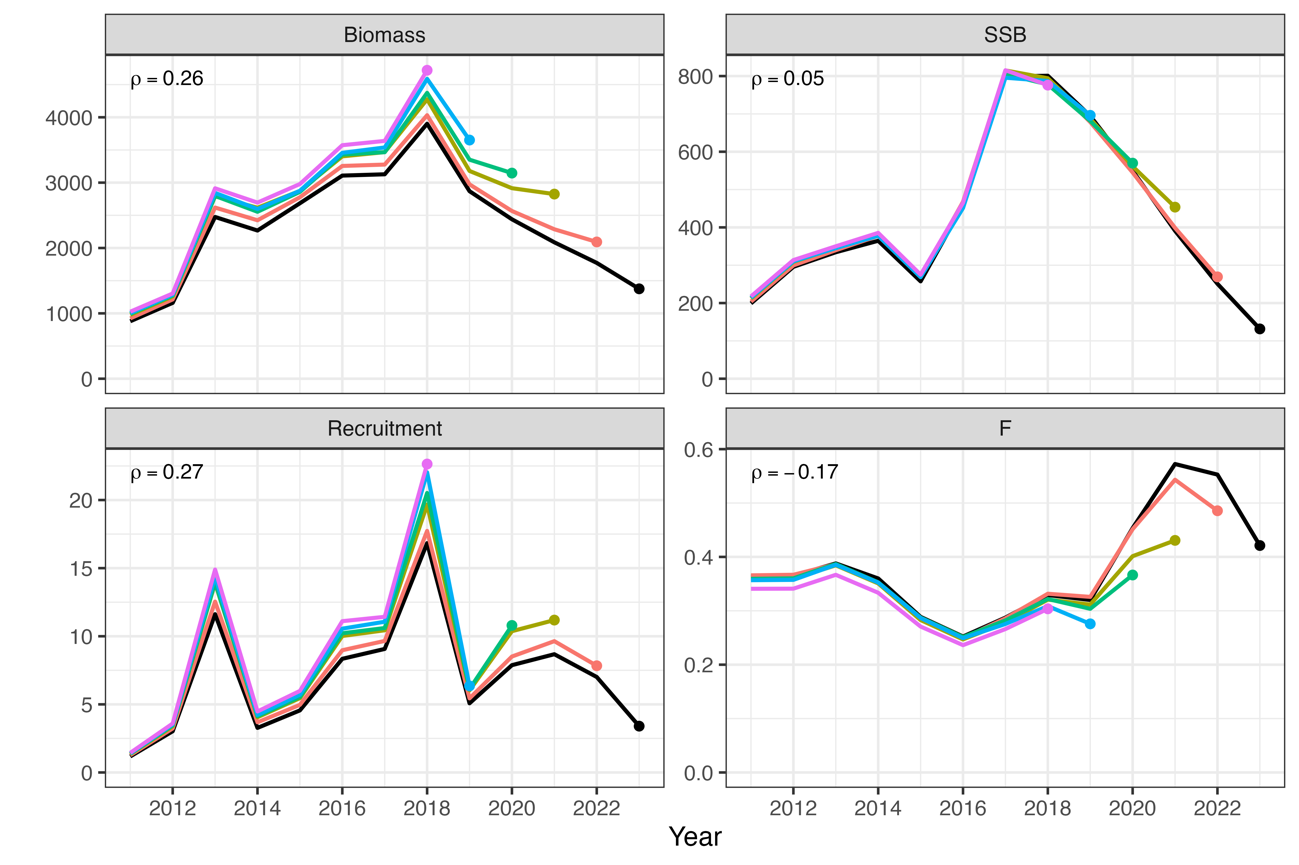 Biomass
SSB
ρ = 0.26
ρ = 0.05
4000
3000
2000
1000
0
800
600
400
200
0
Recruitment
F
ρ = 0.27
ρ = −0.17
20
15
10
5
0
0.6
0.4
0.2
0.0
2012 2014 2016 2018 2020 2022
2012 2014 2016 2018 2020 2022
Year